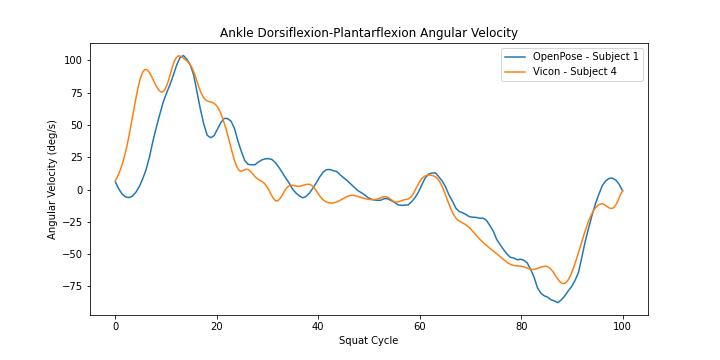 Ankle Dorsiflexion-Plantarflexion Angular Velocity
OpenPose - Subject 1
Vicon - Subject 4
Angular Velocity (deg/s)
100
75
50
25
0
−25
−50
−75
0 20 40 60 80 100
Squat Cycle